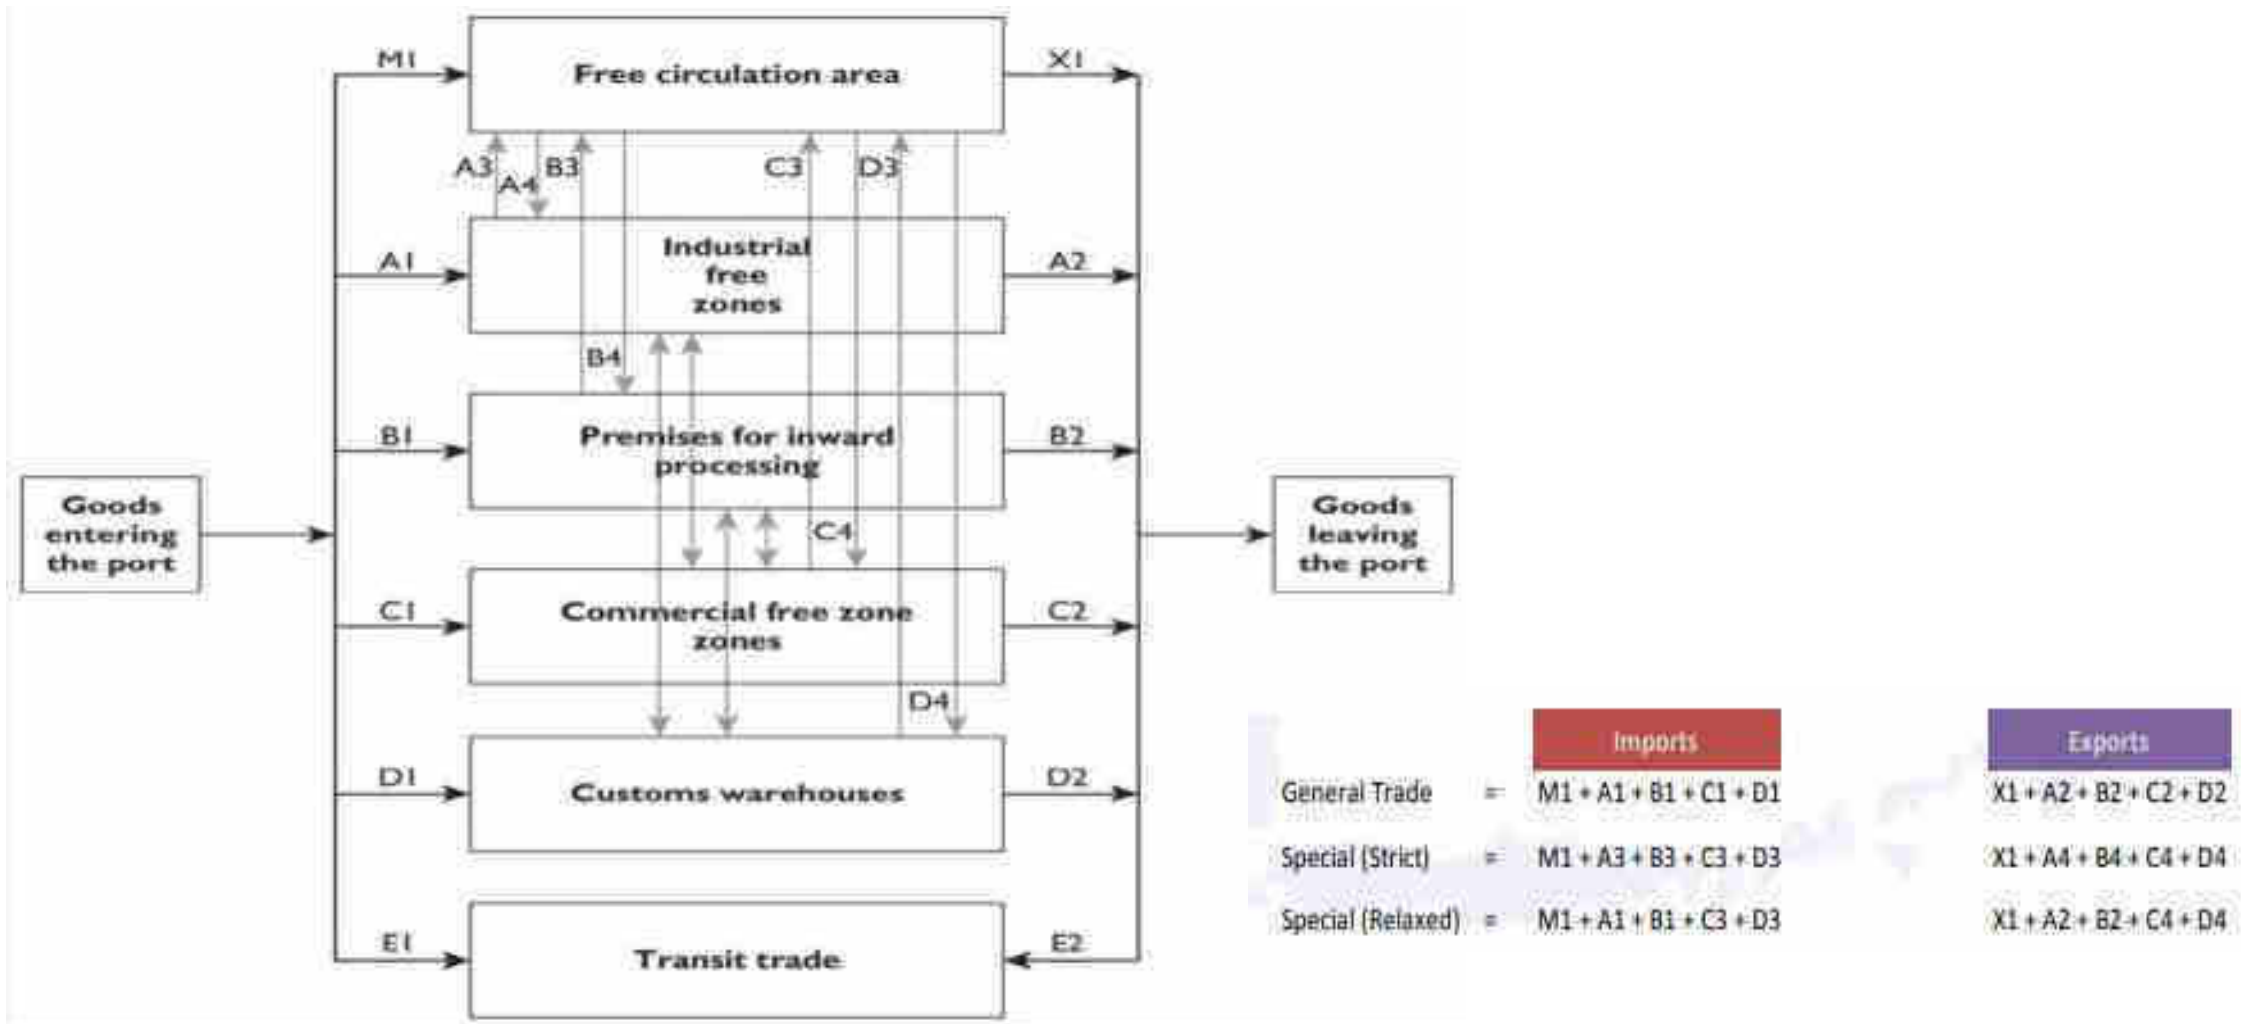 M1
Free circulation area
X1
A3
A4
B3
C3
D3
A1
Industrial
free
zones
A2
B4
B1
Premises for inward
processing
B2
Goods
entering
the port
C4
Goods
leaving
the port
C1
Commercial free zone
zones
C2
D4
D1
Customs warehouses
D2
E1
Transit trade
E2
Imports
Exports
General Trade = M1 + A1 + B1 + C1 + D1 X1 + A2 + B2 + C2 + D2
Special (Strict) = M1 + A3 + B3 + C3 + D3 X1 + A4 + B4 + C4 + D4
Special (Relaxed) = M1 + A1 + B1 + C3 + D3 X1 + A2 + B2 + C4 + D4